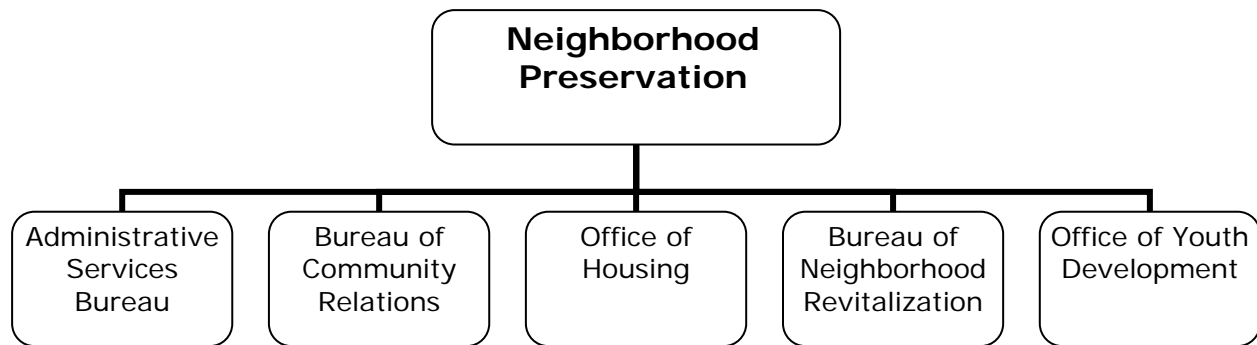 Neighborhood
Preservation
Administrative
Services
Bureau
Bureau of
Community
Relations
Office of
Housing
Bureau of
Neighborhood
Revitalization
Office of Youth
Development